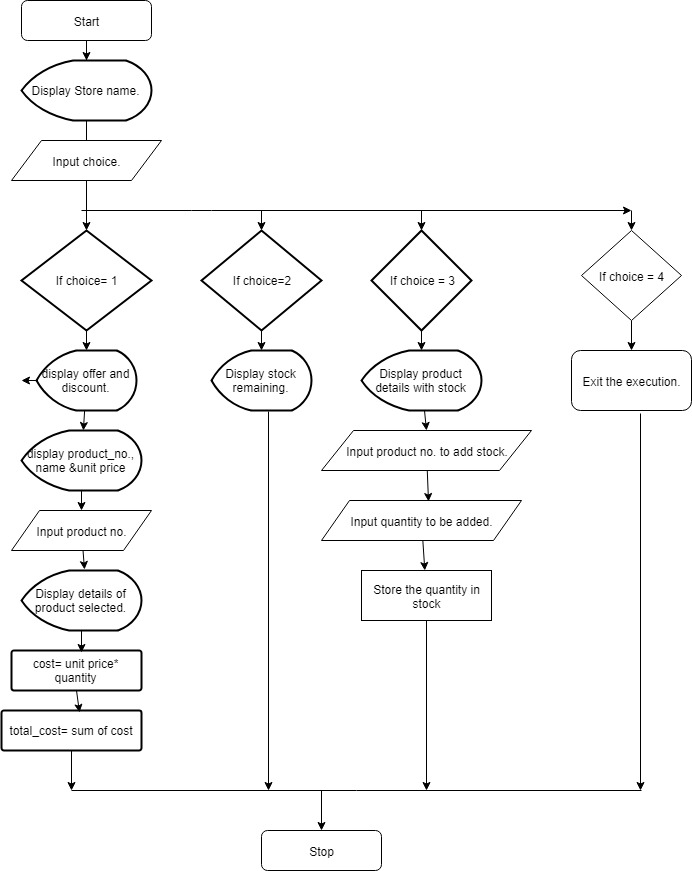 Start
Display Store name.
Input choice.
If choice= 1
If choice=2
If choice = 3
If choice = 4
display offer and
discount.
Display stock
remaining.
Display product
details with stock
Exit the execution.
display product_no.,
name &unit price
Input product no. to add stock.
Input product no.
Input quantity to be added.
Display details of
product selected.
Store the quantity in
stock
cost= unit price*
quantity
total_cost= sum of cost
Stop